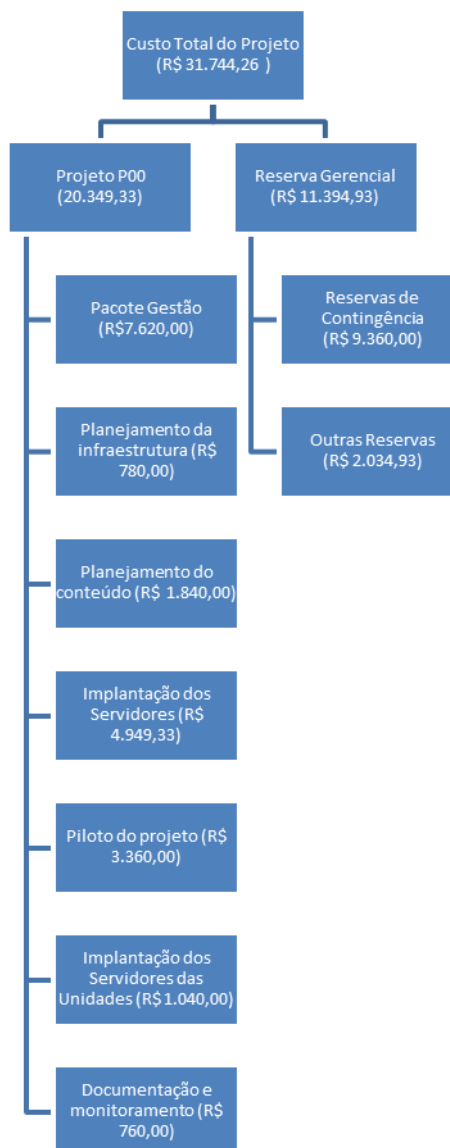 Custo Total do Projeto
(R$ 31.744,26 )
Projeto P00
(20.349,33)
Reserva Gerencial
(R$ 11.394,93)
Pacote Gestão
(R$7.620,00)
Reservas de
Contingência
(R$ 9.360,00)
Planejamento da
infraestrutura (R$
780,00)
Outras Reservas
(R$ 2.034,93)
Planejamento do
conteúdo (R$ 1.840,00)
Implantação dos
Servidores (R$
4.949,33)
Piloto do projeto (R$
3.360,00)
Implantação dos
Servidores das
Unidades (R$ 1.040,00)
Documentação e
monitoramento (R$
760,00)